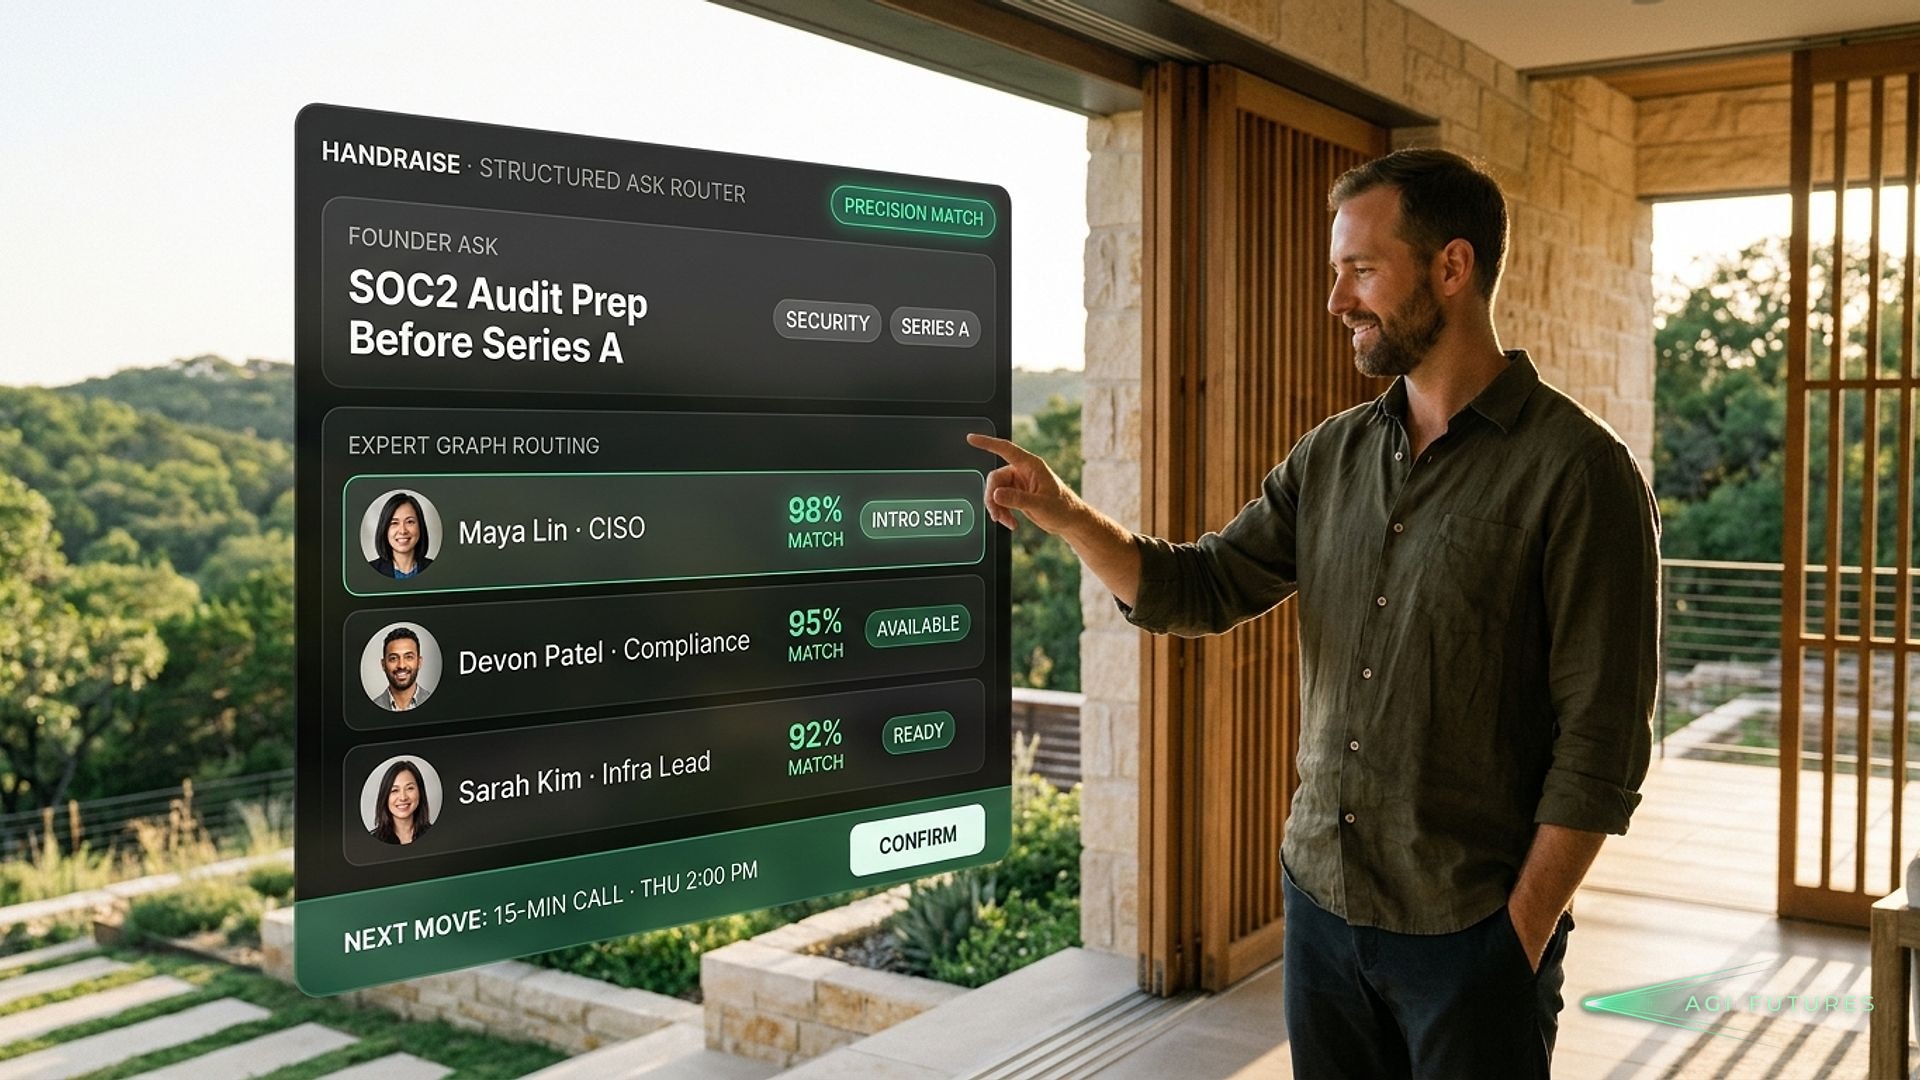 HANDRAISE · STRUCTURED ASK ROUTER
PRECISION MATCH
FOUNDER ASK
SOC2 Audit Prep
Before Series A
SECURITY
SERIES A
EXPERT GRAPH ROUTING
Maya Lin · CISO
98%
MATCH
INTRO SENT
Devon Patel · Compliance
95%
MATCH
AVAILABLE
Sarah Kim · Infra Lead
92%
MATCH
READY
NEXT MOVE: 15-MIN CALL · THU 2:00 PM
CONFIRM
AGI FUTURES